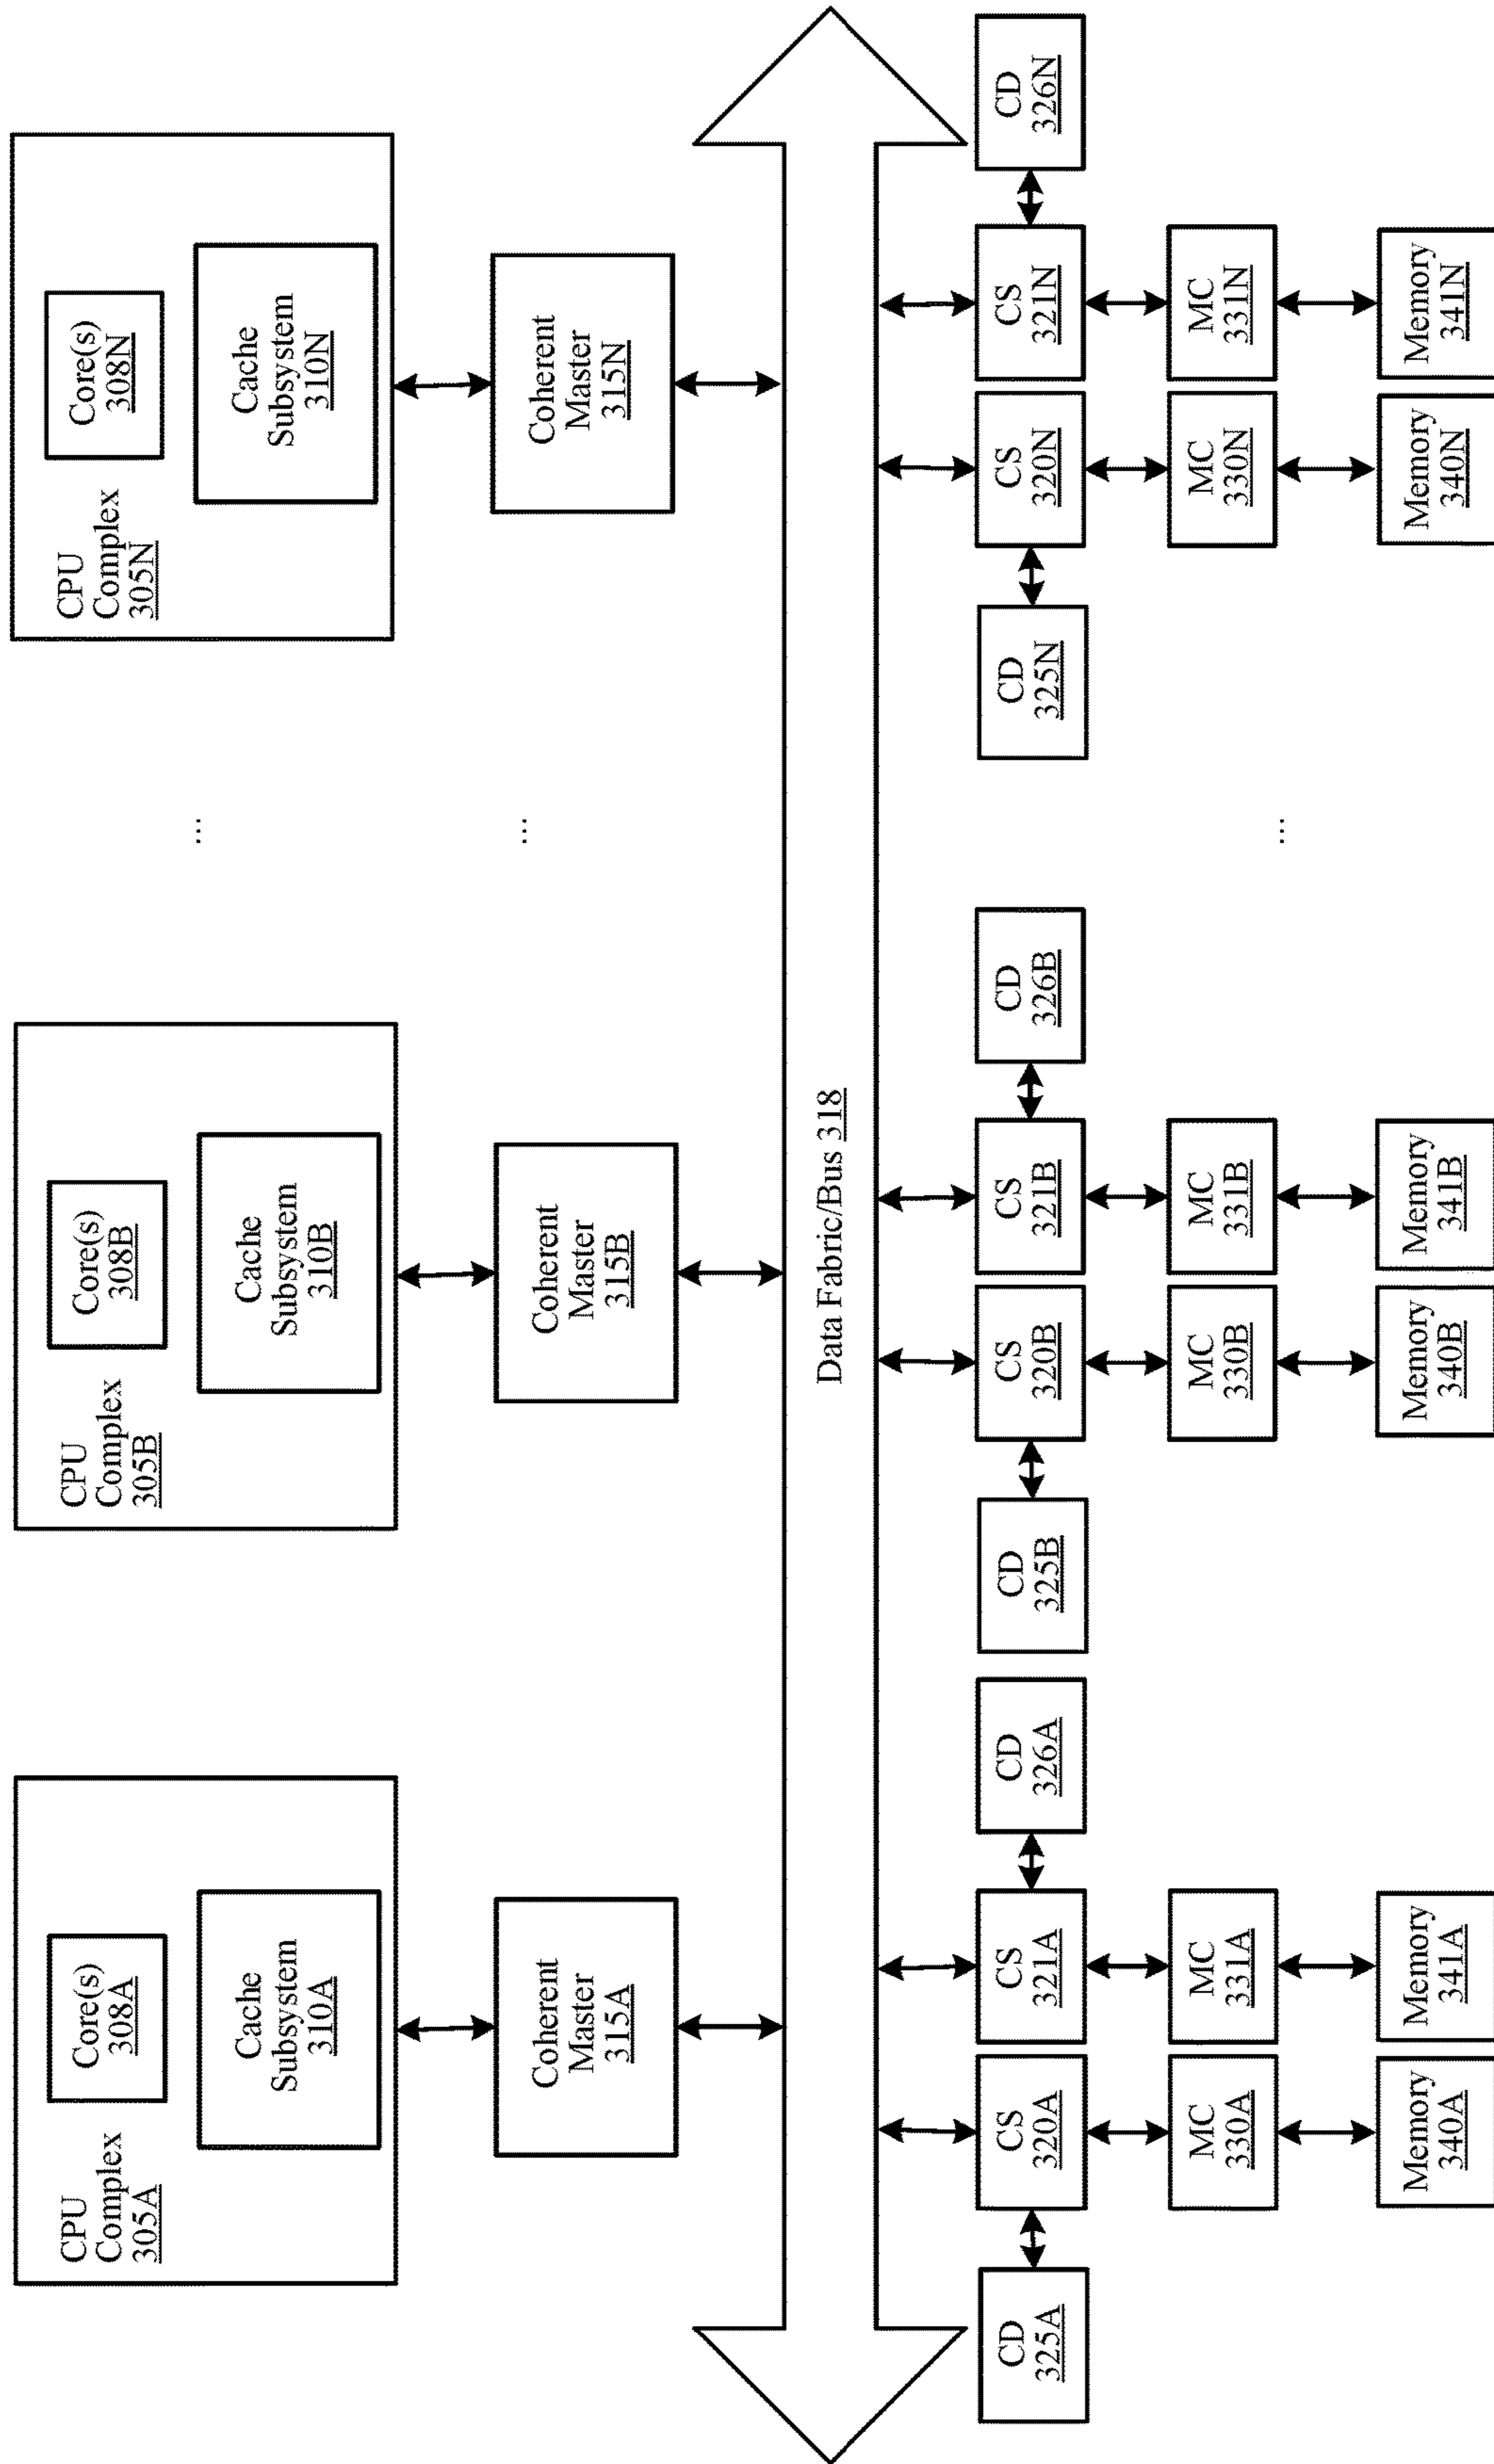 CPU
Complex
305A
Core(s)
308A
Cache
Subsystem
310A
CPU
Complex
305B
Core(s)
308B
Cache
Subsystem
310B
...
CPU
Complex
305N
Core(s)
308N
Cache
Subsystem
310N
Coherent
Master
315A
Coherent
Master
315B
...
Coherent
Master
315N
Data Fabric/Bus 318
CD
325A
CS
320A
CS
321A
CD
326A
CD
325B
CS
320B
CS
321B
CD
326B
CD
325N
CS
320N
CS
321N
CD
326N
MC
330A
MC
331A
MC
330B
MC
331B
...
MC
330N
MC
331N
Memory
340A
Memory
341A
Memory
340B
Memory
341B
Memory
340N
Memory
341N